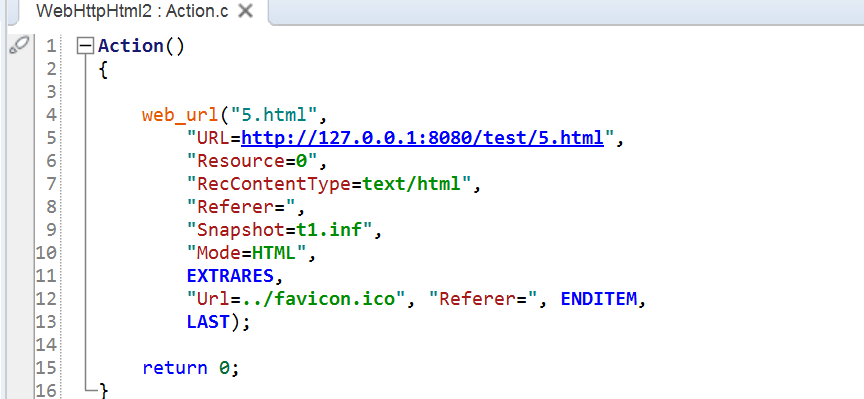 WebHttpHtml2 : Action.c
1 Action()
2 {
3
4 web_url("5.html",
5 "URL=http://127.0.0.1:8080/test/5.html",
6 "Resource=0",
7 "RecContentType=text/html",
8 "Referer=",
9 "Snapshot=t1.inf",
10 "Mode=HTML",
11 EXTRARES,
12 "Url=../favicon.ico", "Referer=", ENDITEM,
13 LAST);
14
15 return 0;
16 }